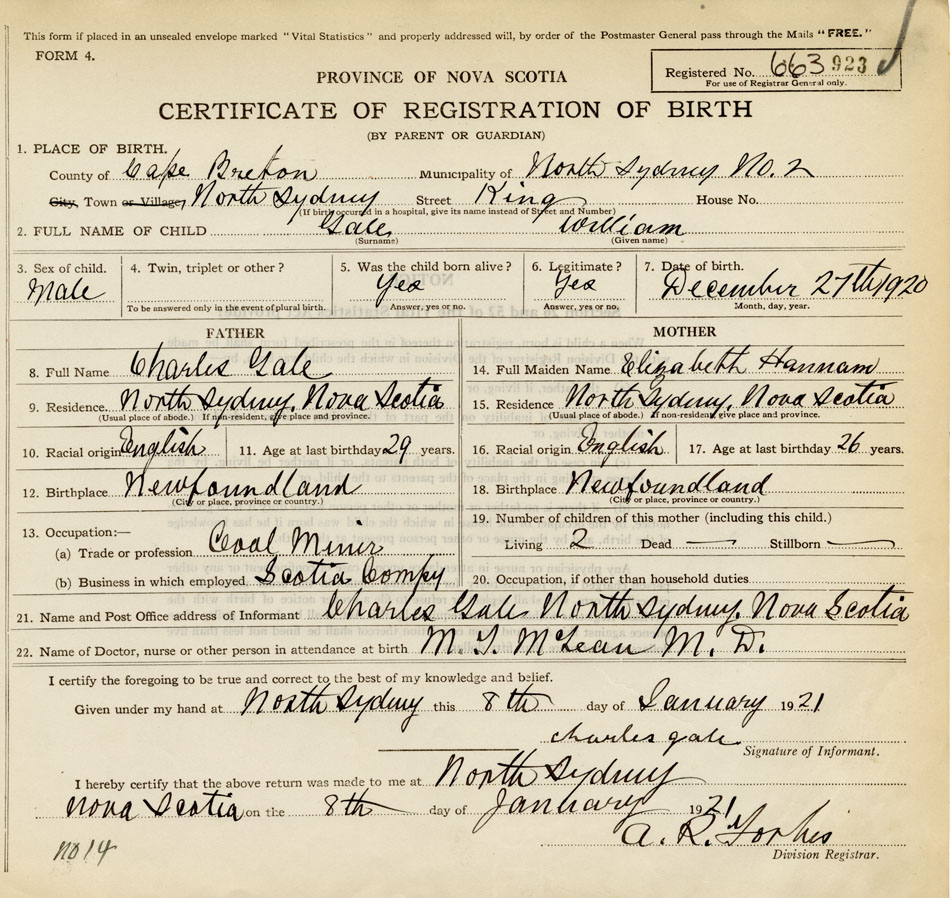 This form if placed in an unsealed envelope marked "Vital Statistics" and properly addressed will, by order of the Postmaster General pass through the Mails "FREE."
FORM 4.
Registered No. 663 923
For use of Registrar General only.
PROVINCE OF NOVA SCOTIA
CERTIFICATE OF REGISTRATION OF BIRTH
(BY PARENT OR GUARDIAN)
1. PLACE OF BIRTH.
County of Cape Breton Municipality of North Sydney No. 2
City, Town or Village, North Sydney Street King House No.
(If birth occurred in a hospital, give its name instead of Street and Number)
2. FULL NAME OF CHILD Gale William
(Surname) (Given name)
3. Sex of child. 4. Twin, triplet or other? 5. Was the child born alive? 6. Legitimate? 7. Date of birth.
Male Yes Yes December 27th 1920
To be answered only in the event of plural birth. Answer, yes or no. Answer, yes or no. Month, day, year.
FATHER MOTHER
8. Full Name Charles Gale 14. Full Maiden Name Elizabeth Hannam
9. Residence. North Sydney, Nova Scotia 15. Residence North Sydney, Nova Scotia
(Usual place of abode.) If non-resident, give place and province. (Usual place of abode.) If non-resident, give place and province.
10. Racial origin English 11. Age at last birthday 29 years. 16. Racial origin English 17. Age at last birthday 26 years.
12. Birthplace Newfoundland 18. Birthplace Newfoundland
(City or place, province or country.) (City or place, province or country.)
13. Occupation:— 19. Number of children of this mother (including this child.)
(a) Trade or profession Coal Miner Living 2 Dead — Stillborn —
(b) Business in which employed Scotia Compy 20. Occupation, if other than household duties
21. Name and Post Office address of Informant Charles Gale North Sydney, Nova Scotia
22. Name of Doctor, nurse or other person in attendance at birth M. T. McLean M. D.
I certify the foregoing to be true and correct to the best of my knowledge and belief.
Given under my hand at North Sydney this 8th day of January 1921
charles gale
Signature of Informant.
I hereby certify that the above return was made to me at North Sydney
Nova Scotia on the 8th day of January 1921
A. R. Forbis
Division Registrar.
no 14